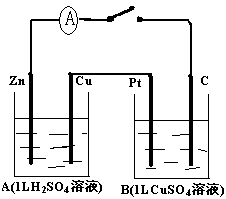 A
Zn Cu Pt C
A(1LH₂SO₄溶液) B(1LCuSO₄溶液)